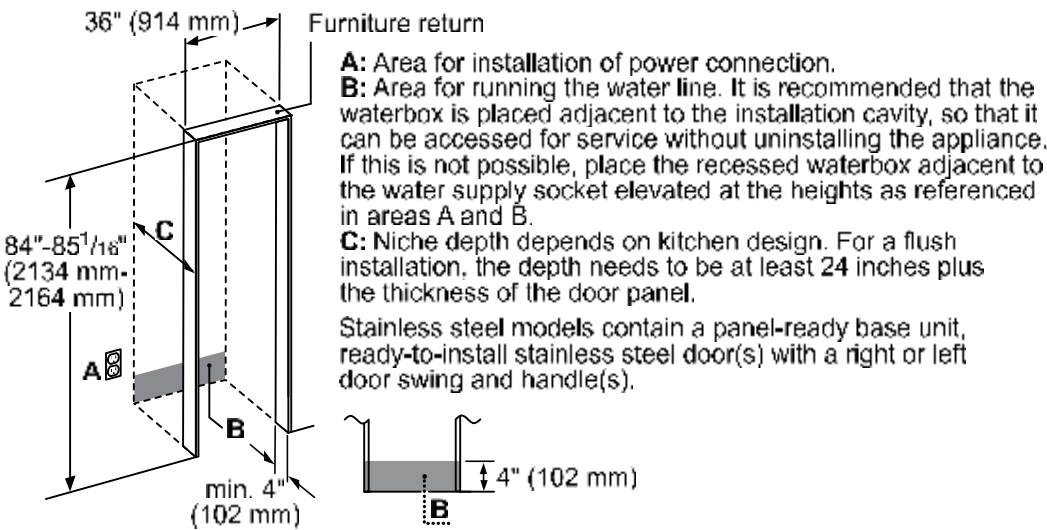 36" (914 mm)
Furniture return
A: Area for installation of power connection.
B: Area for running the water line. It is recommended that the
waterbox is placed adjacent to the installation cavity, so that it
can be accessed for service without uninstalling the appliance.
If this is not possible, place the recessed waterbox adjacent to
the water supply socket elevated at the heights as referenced
in areas A and B.
C: Niche depth depends on kitchen design. For a flush
installation, the depth needs to be at least 24 inches plus
the thickness of the door panel.
Stainless steel models contain a panel-ready base unit,
ready-to-install stainless steel door(s) with a right or left
door swing and handle(s).
C
84"-85 1/16"
(2134 mm-
2164 mm)
A
B
min. 4"
(102 mm)
4" (102 mm)
B